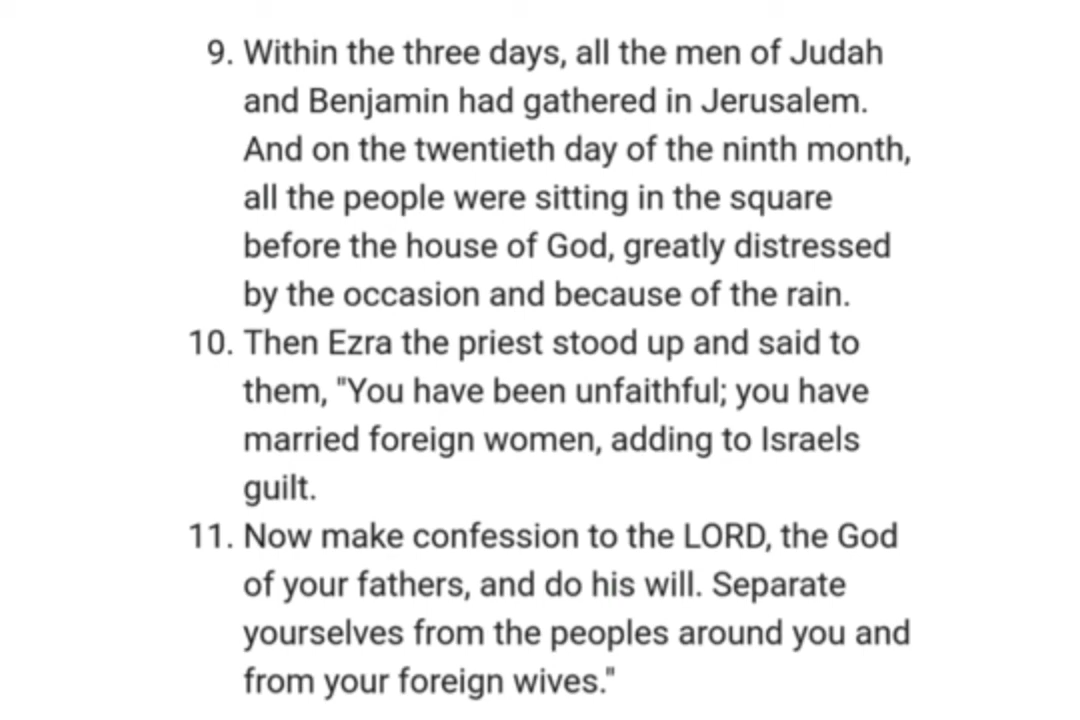 9. Within the three days, all the men of Judah
and Benjamin had gathered in Jerusalem.
And on the twentieth day of the ninth month,
all the people were sitting in the square
before the house of God, greatly distressed
by the occasion and because of the rain.
10. Then Ezra the priest stood up and said to
them, "You have been unfaithful; you have
married foreign women, adding to Israels
guilt.
11. Now make confession to the LORD, the God
of your fathers, and do his will. Separate
yourselves from the peoples around you and
from your foreign wives."